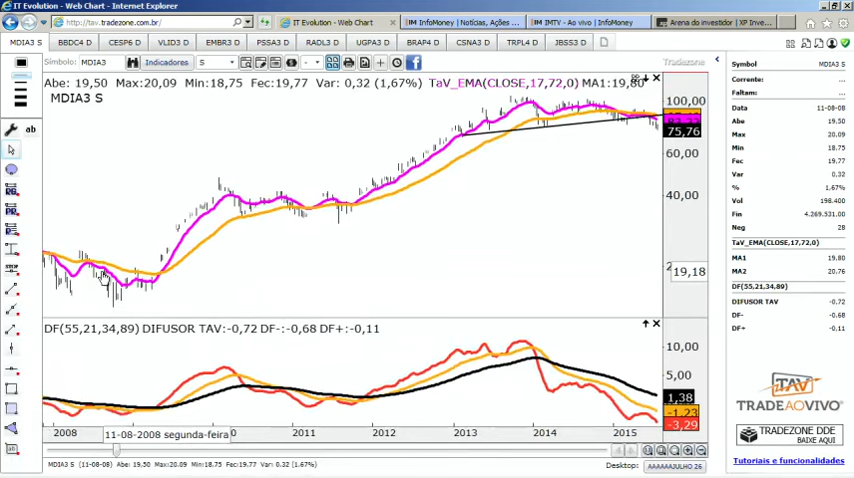 IT Evolution - Web Chart - Internet Explorer
http://tav.tradezone.com.br/
IT Evolution - Web Chart
InfoMoney | Notícias, Ações ...
IMTV - Ao vivo | InfoMoney
Arena do investidor | XP Inve...
MDIA3 S BBDC4 D CESP6 D VLID3 D EMBR3 D PSSA3 D RADL3 D UGPA3 D BRAP4 D CSNA3 D TRPL4 D JBSS3 D
Símbolo: MDIA3 Indicadores S
Tradezone
Abe: 19,50 Max:20,09 Min:18,75 Fec:19,77 Var: 0,32 (1,67%) TaV_EMA(CLOSE,17,72,0) MA1:19,80
MDIA3 S
ab
STOP
100,00
75,76
60,00
40,00
19,18
DF(55,21,34,89) DIFUSOR TAV:-0,72 DF-:-0,68 DF+:-0,11
10,00
5,00
1,38
-1,23
-3,29
2008 11-08-2008 segunda-feira 0 2011 2012 2013 2014 2015
MDIA3 S (11-08-08) Abe: 19,50 Max:20,09 Min:18,75 Fec:19,77 Var: 0.32 (1.67%)
Desktop: AAAAAAJULHO 26
Symbol MDIA3 S
Corrente: ...
Faltam: ...
Data 11-08-08
Abe 19.50
Max 20.09
Min 18.75
Fec 19.77
Var 0.32
% 1.67%
Vol 198.400
Fin 4.269.531.00
Neg 28
TaV_EMA(CLOSE,17,72,0)
MA1 19.80
MA2 20.76
DF(55,21,34,89)
DIFUSOR TAV -0.72
DF- -0.68
DF+ -0.11
TAV
TRADEAOVIVO
TRADEZONE DDE
BAIXE AQUI
Tutoriais e funcionalidades